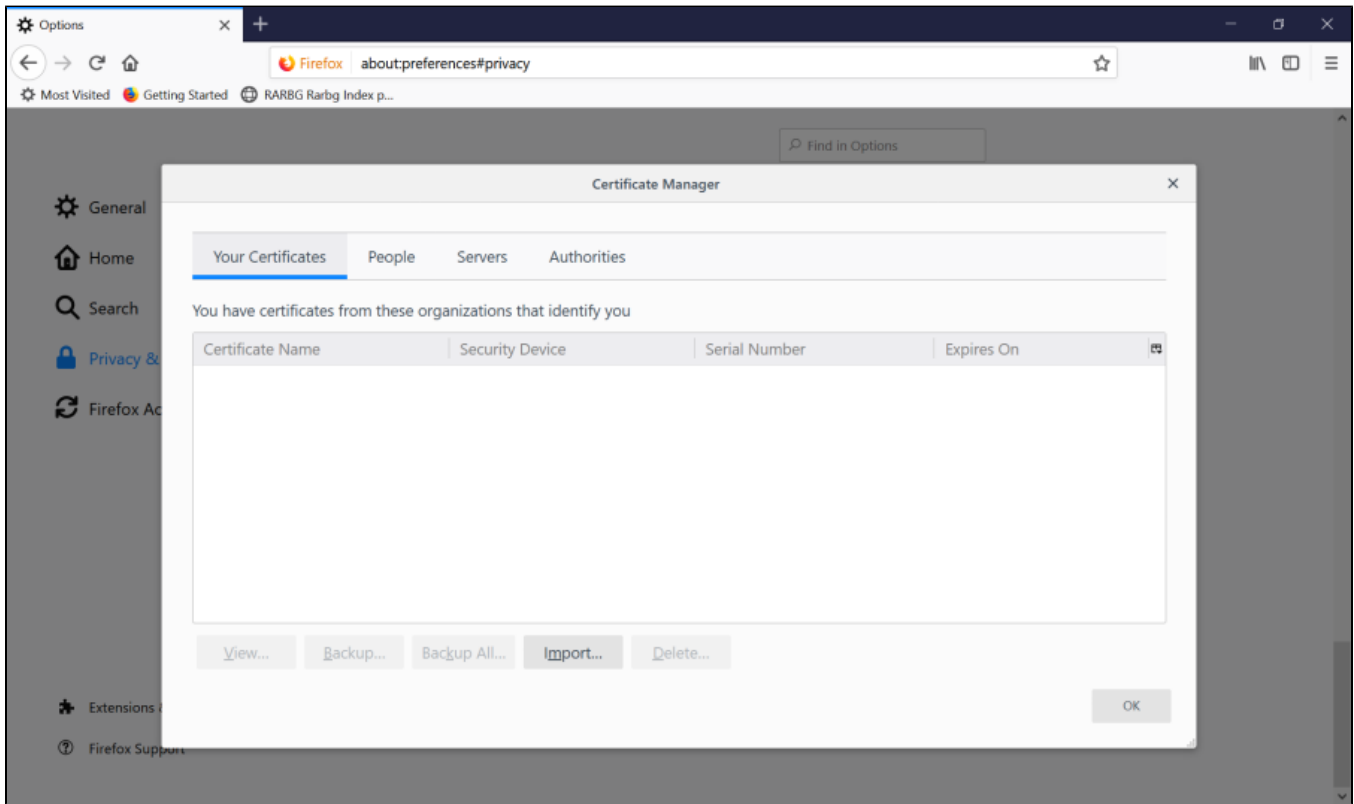 Options
Firefox about:preferences#privacy
Most Visited Getting Started RARBG Rarbg Index p...
Find in Options
Certificate Manager
General
Home
Search
Privacy &
Firefox Ac
Your Certificates People Servers Authorities
You have certificates from these organizations that identify you
Certificate Name Security Device Serial Number Expires On
View... Backup... Backup All... Import... Delete...
OK
Extensions &
Firefox Support